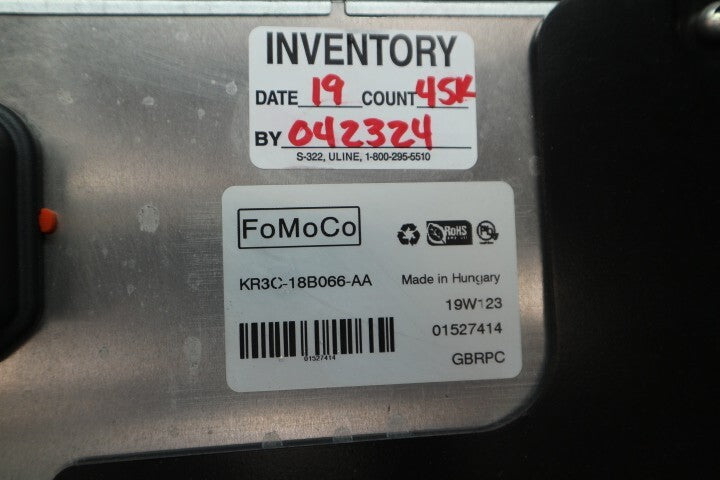 INVENTORY
DATE 19 COUNT 45K
BY 042324
S-322, ULINE, 1-800-295-5510
FoMoCo
RoHS
KR3C-18B066-AA Made in Hungary
19W123
01527414
01527414
GBRPC